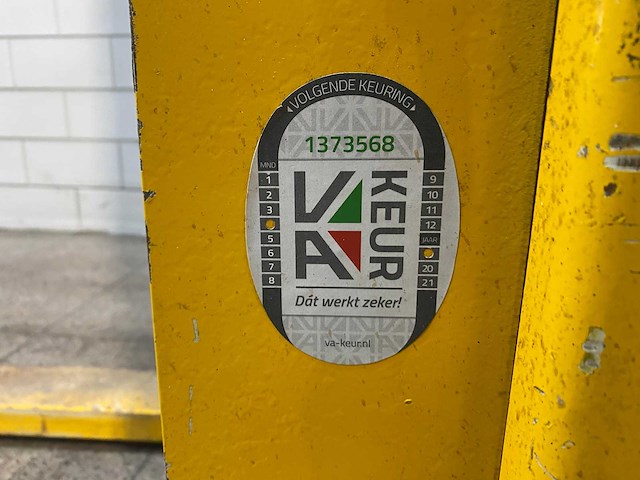 VOLGENDE KEURING
1373568
MND
1
2
3
5
6
7
8
VA
KEUR
9
10
11
12
JAAR
20
21
Dát werkt zeker!
va-keur.nl